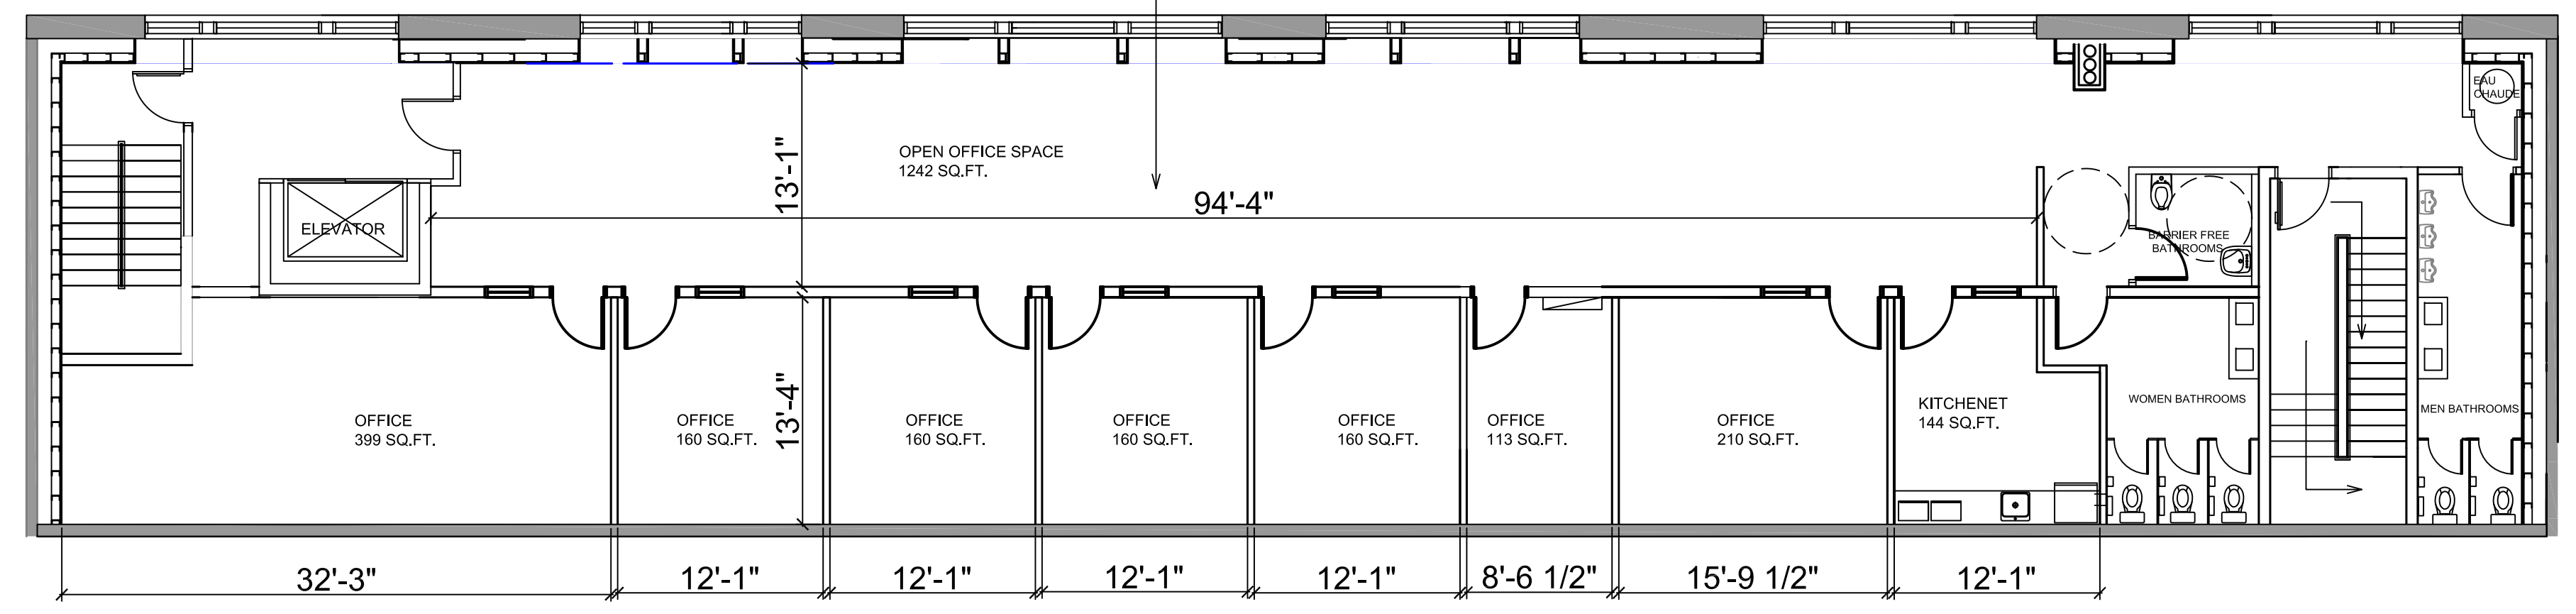 EAU
CHAUDE
OPEN OFFICE SPACE
1242 SQ.FT.
13'-1"
94'-4"
ELEVATOR
BARRIER FREE
BATHROOMS
13'-4"
OFFICE
399 SQ.FT.
OFFICE
160 SQ.FT.
OFFICE
160 SQ.FT.
OFFICE
160 SQ.FT.
OFFICE
160 SQ.FT.
OFFICE
113 SQ.FT.
OFFICE
210 SQ.FT.
KITCHENET
144 SQ.FT.
WOMEN BATHROOMS
MEN BATHROOMS
32'-3"
12'-1"
12'-1"
12'-1"
12'-1"
8'-6 1/2"
15'-9 1/2"
12'-1"